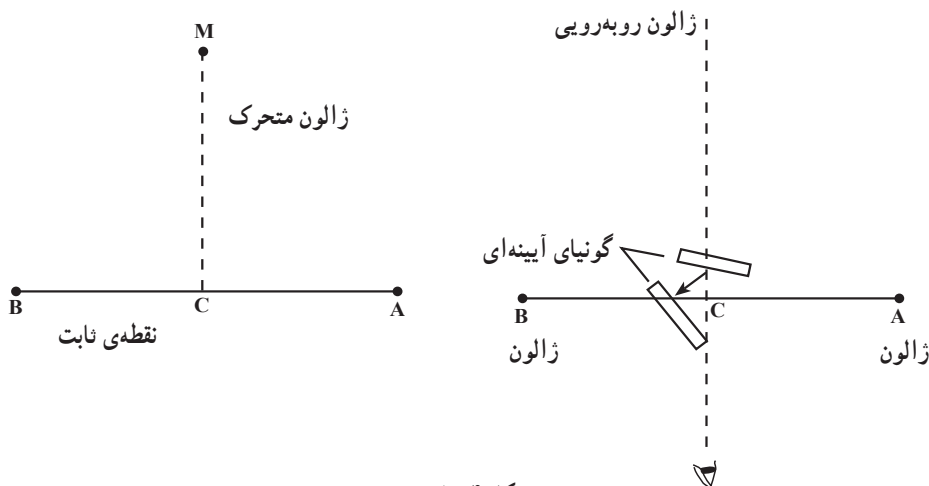 ژالون روبه‌رویی
M
ژالون متحرک
گونیای آیینه‌ای
B
C
A
نقطه‌ی ثابت
B
C
A
ژالون
ژالون